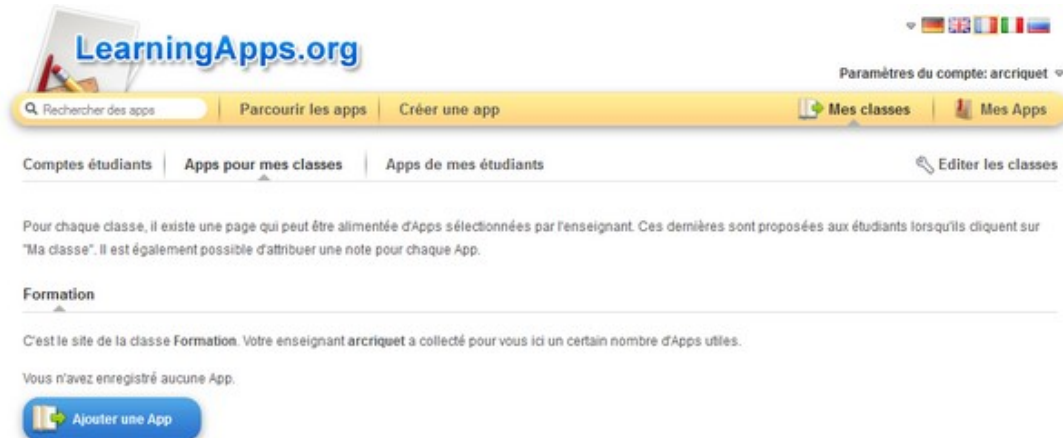 LearningApps.org
Paramètres du compte: arcriquet
Rechercher des apps
Parcourir les apps
Créer une app
Mes classes
Mes Apps
Comptes étudiants
Apps pour mes classes
Apps de mes étudiants
Editer les classes
Pour chaque classe, il existe une page qui peut être alimentée d'Apps sélectionnées par l'enseignant. Ces dernières sont proposées aux étudiants lorsqu'ils cliquent sur
"Ma classe". Il est également possible d'attribuer une note pour chaque App.
Formation
C'est le site de la classe Formation. Votre enseignant arcriquet a collecté pour vous ici un certain nombre d'Apps utiles.
Vous n'avez enregistré aucune App.
Ajouter une App